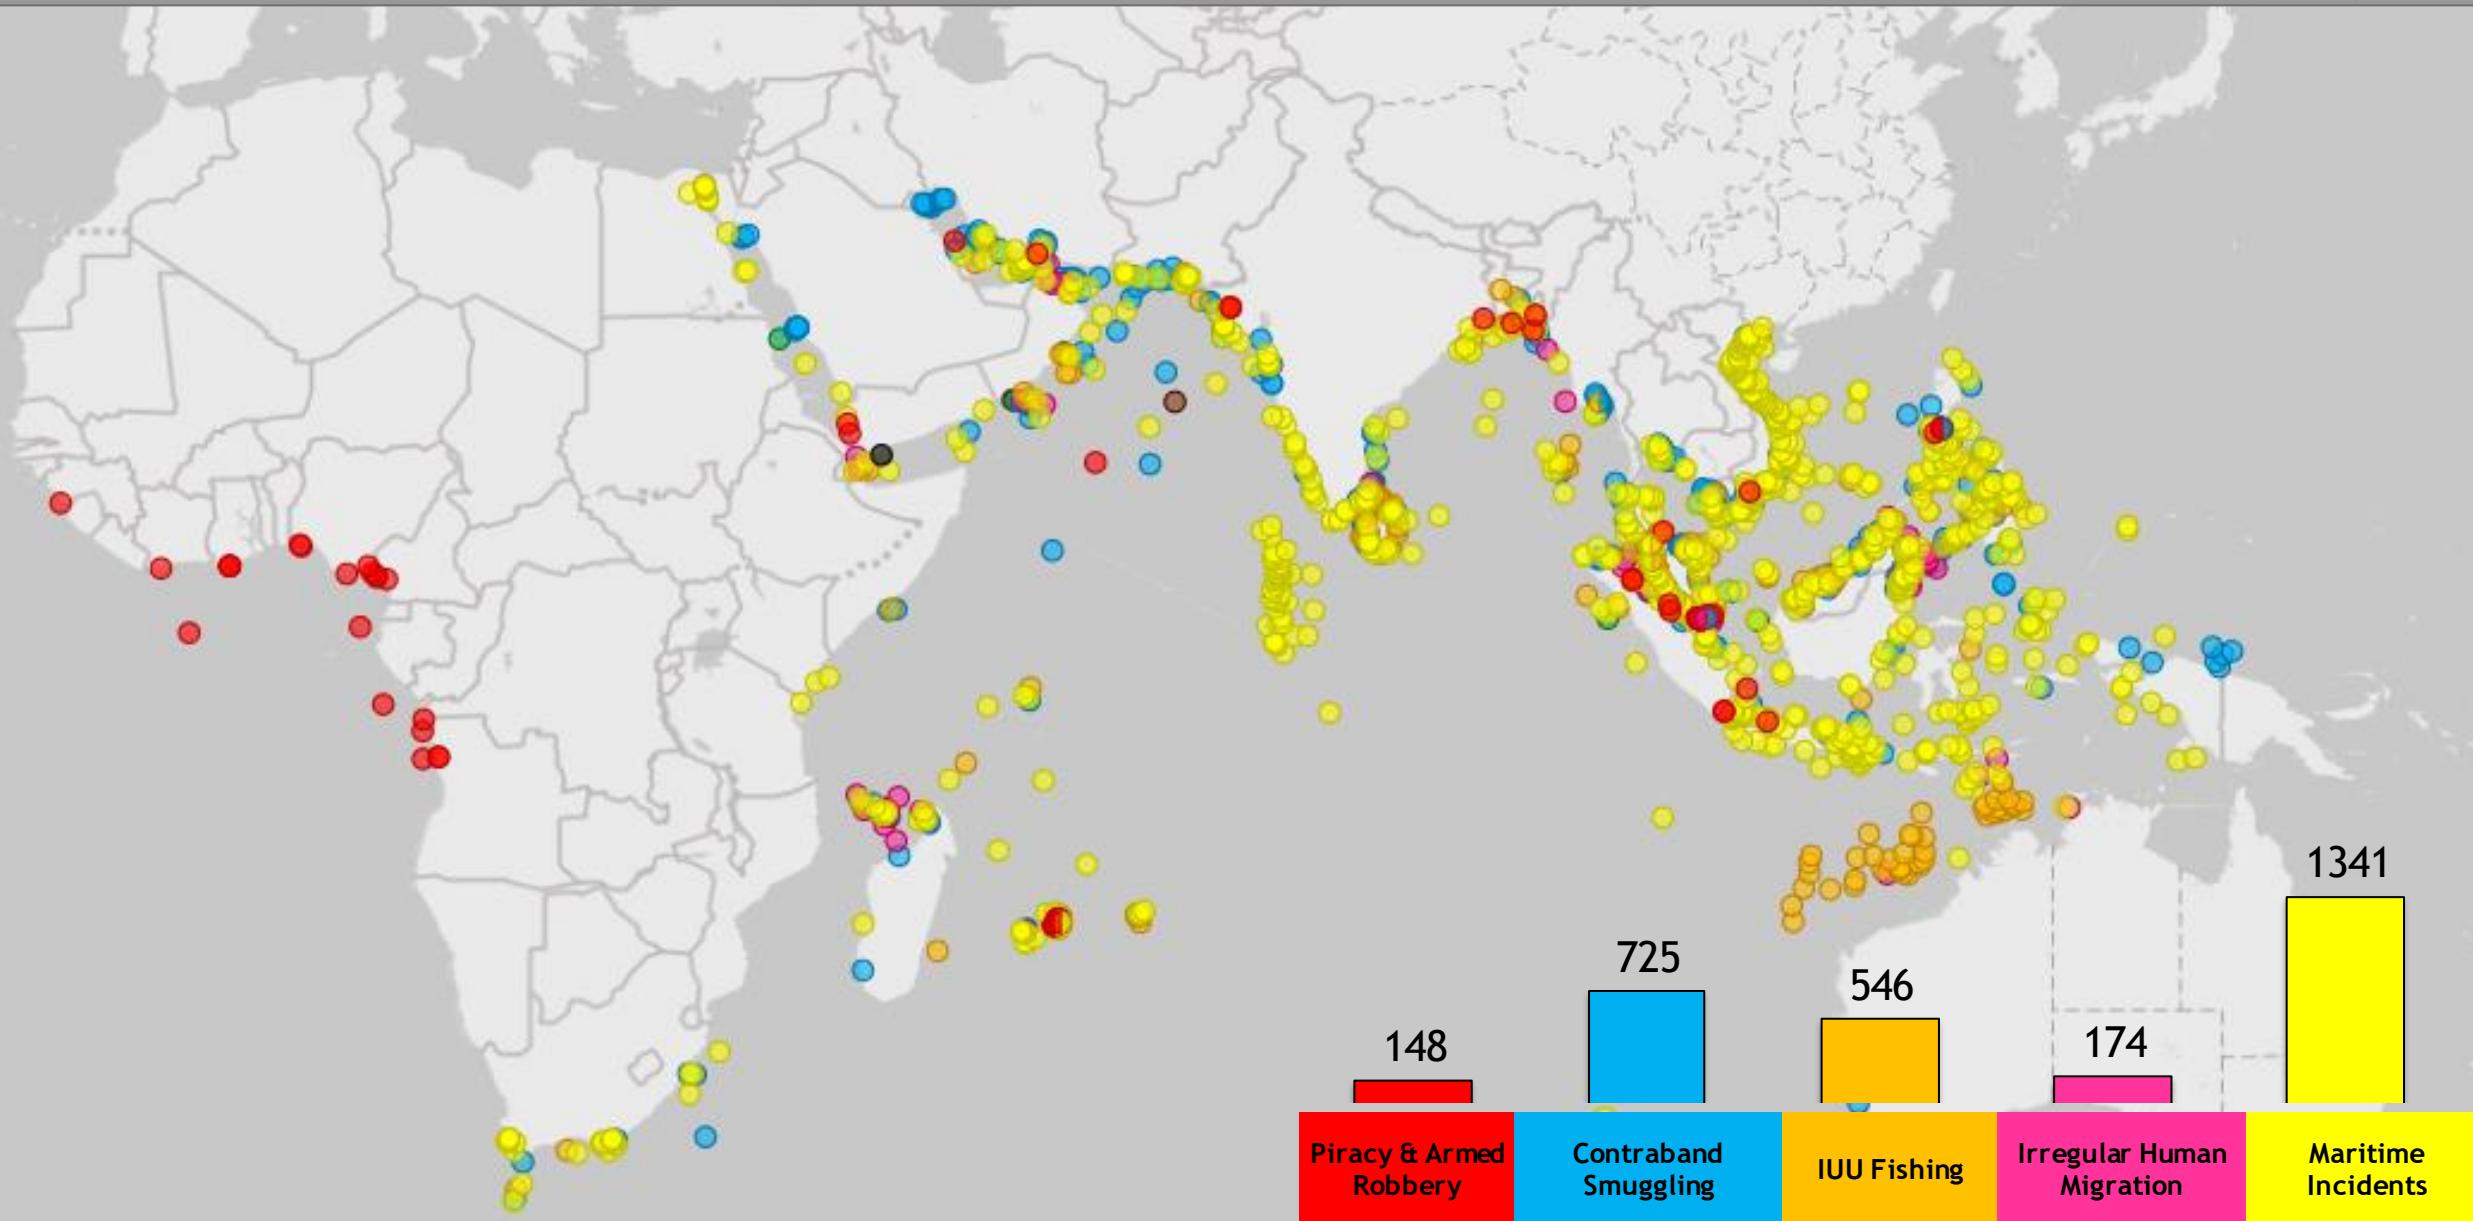 1341
725
546
148
174
Piracy & Armed
Robbery
Contraband
Smuggling
IUU Fishing
Irregular Human
Migration
Maritime
Incidents